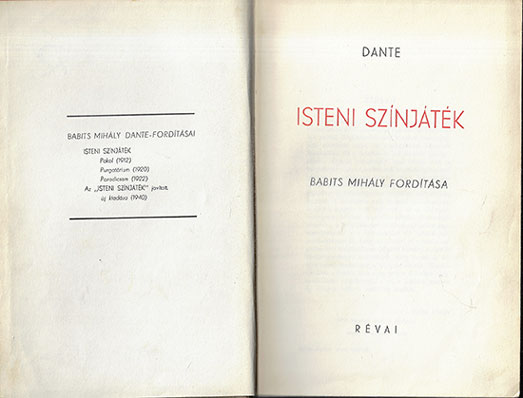 BABITS MIHÁLY DANTE-FORDÍTÁSAI
ISTENI SZÍNJÁTÉK
Pokol (1912)
Purgatórium (1920)
Paradicsom (1922)
Az „ISTENI SZÍNJÁTÉK" javított,
új kiadása (1940)
DANTE
ISTENI SZÍNJÁTÉK
BABITS MIHÁLY FORDÍTÁSA
RÉVAI